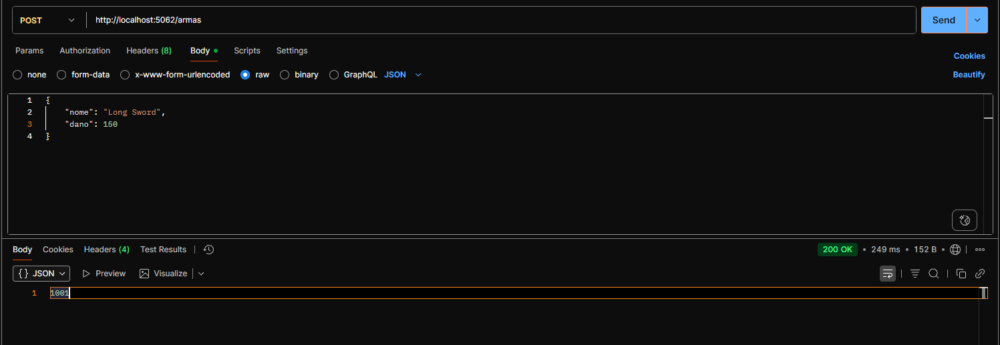 POST http://localhost:5062/armas Send
Params Authorization Headers (8) Body Scripts Settings Cookies
none form-data x-www-form-urlencoded raw binary GraphQL JSON Beautify
1 {
2 "nome": "Long Sword",
3 "dano": 150
4 }
Body Cookies Headers (4) Test Results 200 OK • 249 ms • 152 B •
{ } JSON Preview Visualize
1 1001